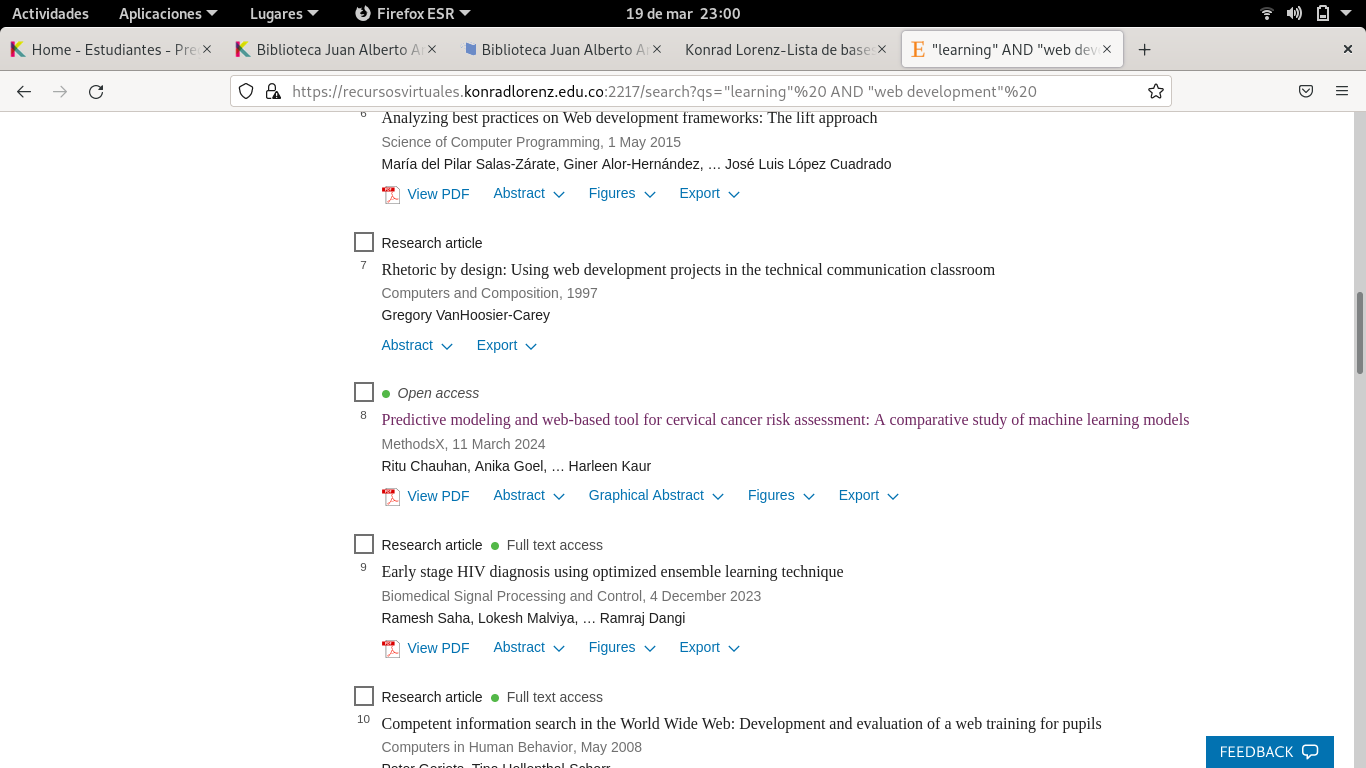 Actividades Aplicaciones Lugares Firefox ESR 19 de mar 23:00
Home - Estudiantes - Pre Biblioteca Juan Alberto Ar Biblioteca Juan Alberto Ar Konrad Lorenz-Lista de bases "learning" AND "web dev
https://recursosvirtuales.konradlorenz.edu.co:2217/search?qs="learning"%20 AND "web development"%20
6 Analyzing best practices on Web development frameworks: The lift approach
Science of Computer Programming, 1 May 2015
María del Pilar Salas-Zárate, Giner Alor-Hernández, … José Luis López Cuadrado
View PDF Abstract Figures Export
Research article
7 Rhetoric by design: Using web development projects in the technical communication classroom
Computers and Composition, 1997
Gregory VanHoosier-Carey
Abstract Export
Open access
8 Predictive modeling and web-based tool for cervical cancer risk assessment: A comparative study of machine learning models
MethodsX, 11 March 2024
Ritu Chauhan, Anika Goel, … Harleen Kaur
View PDF Abstract Graphical Abstract Figures Export
Research article Full text access
9 Early stage HIV diagnosis using optimized ensemble learning technique
Biomedical Signal Processing and Control, 4 December 2023
Ramesh Saha, Lokesh Malviya, … Ramraj Dangi
View PDF Abstract Figures Export
Research article Full text access
10 Competent information search in the World Wide Web: Development and evaluation of a web training for pupils
Computers in Human Behavior, May 2008
FEEDBACK